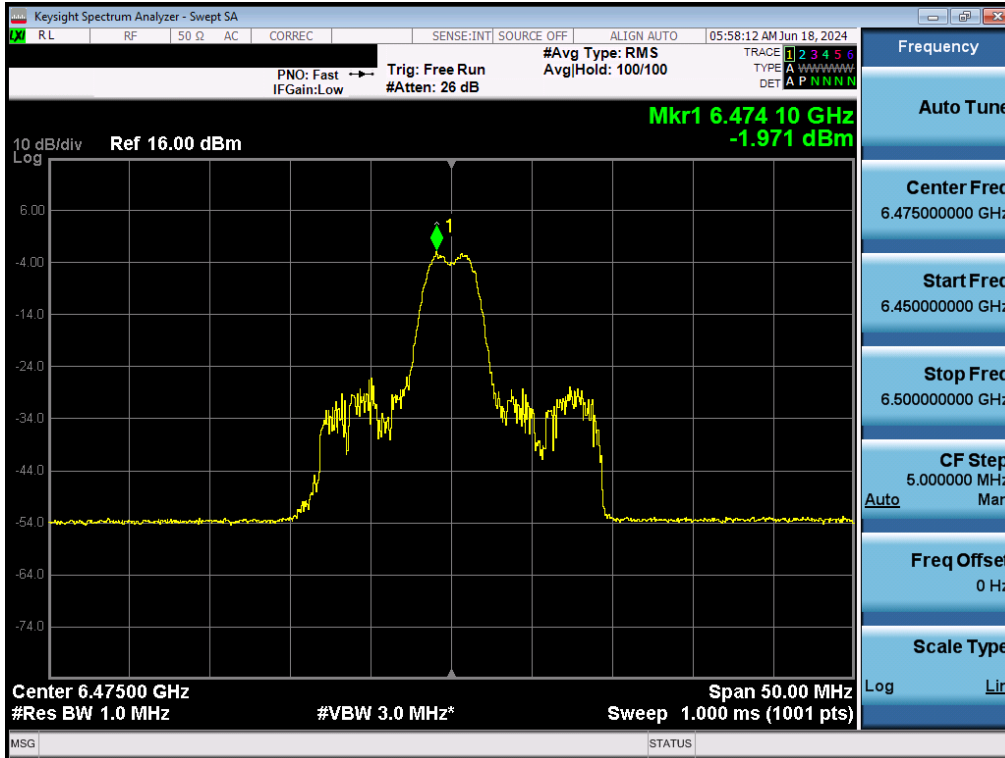 Keysight Spectrum Analyzer - Swept SA
LXI RL RF 50 Ω AC CORREC SENSE:INT SOURCE OFF ALIGN AUTO 05:58:12 AM Jun 18, 2024
PNO: Fast
IFGain:Low
Trig: Free Run
#Atten: 26 dB
#Avg Type: RMS
Avg|Hold: 100/100
TRACE 1 2 3 4 5 6
TYPE A WWWWW
DET A P N N N N
Mkr1 6.474 10 GHz
-1.971 dBm
10 dB/div Ref 16.00 dBm
Log
6.00
1
-4.00
-14.0
-24.0
-34.0
-44.0
-54.0
-64.0
-74.0
Center 6.47500 GHz Span 50.00 MHz
#Res BW 1.0 MHz #VBW 3.0 MHz* Sweep 1.000 ms (1001 pts)
MSG STATUS
Frequency
Auto Tune
Center Freq
6.475000000 GHz
Start Freq
6.450000000 GHz
Stop Freq
6.500000000 GHz
CF Step
5.000000 MHz
Auto Man
Freq Offset
0 Hz
Scale Type
Log Lin